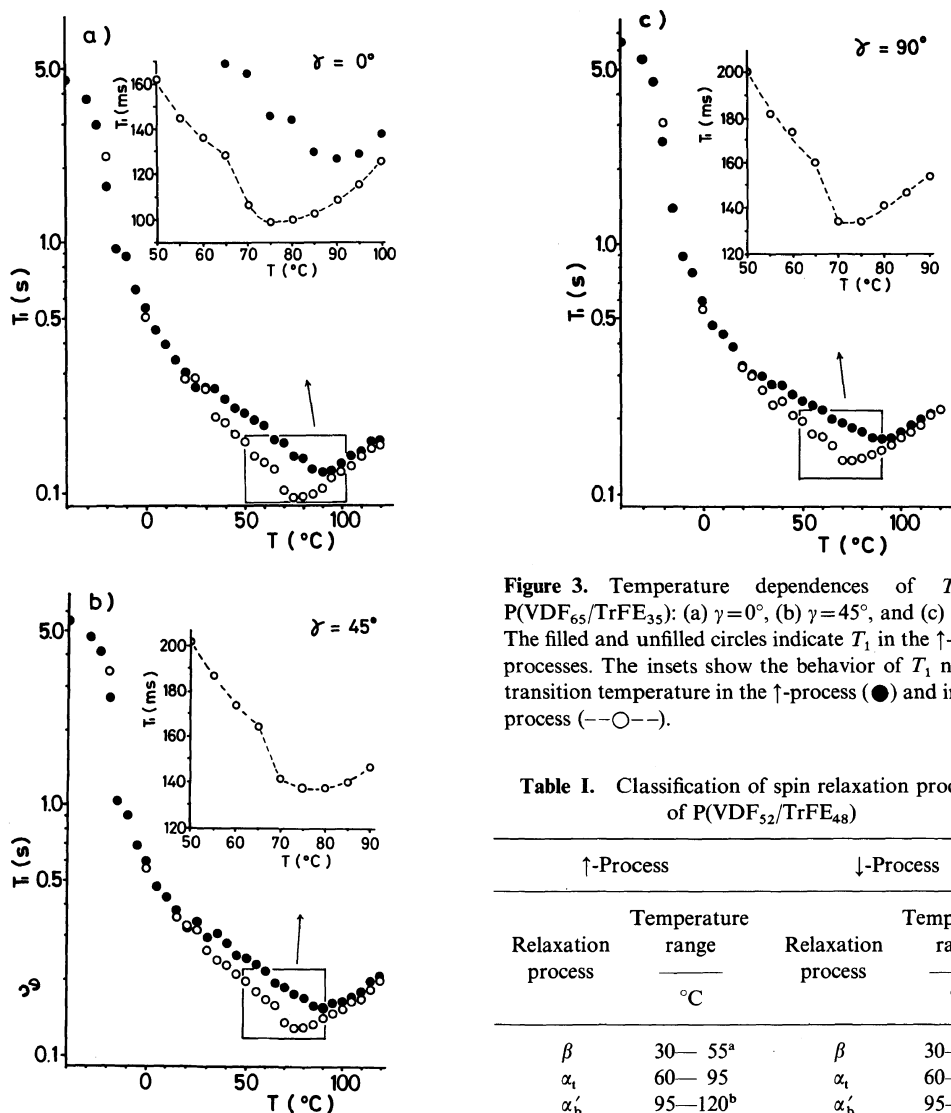 a)
γ = 0°
5.0
1.0
0.5
0.1
T₁ (s)
0 50 100
T (°C)
160
140
120
100
T₁ (ms)
50 60 70 80 90 100
T (°C)
c)
γ = 90°
5.0
1.0
0.5
0.1
T₁ (s)
0 50 100
T (°C)
200
180
160
140
120
T₁ (ms)
50 60 70 80 90
T (°C)
b)
γ = 45°
5.0
1.0
0.1
T₁ (s)
0 50 100
T (°C)
200
180
160
140
120
T₁ (ms)
50 60 70 80 90
T (°C)
0.5
Figure 3. Temperature dependences of T
P(VDF₆₅/TrFE₃₅): (a) γ=0°, (b) γ=45°, and (c)
The filled and unfilled circles indicate T₁ in the ↑-
processes. The insets show the behavior of T₁ n
transition temperature in the ↑-process (●) and i
process (--○--).
Table I. Classification of spin relaxation proc
of P(VDF₅₂/TrFE₄₈)
↑-Process ↓-Process
Relaxation process Temperature range Relaxation process Temp ra
°C °
β 30— 55ᵃ β 30-
αₜ 60— 95 αₜ 60-
α′ₕ 95—120ᵇ α′ₕ 95-